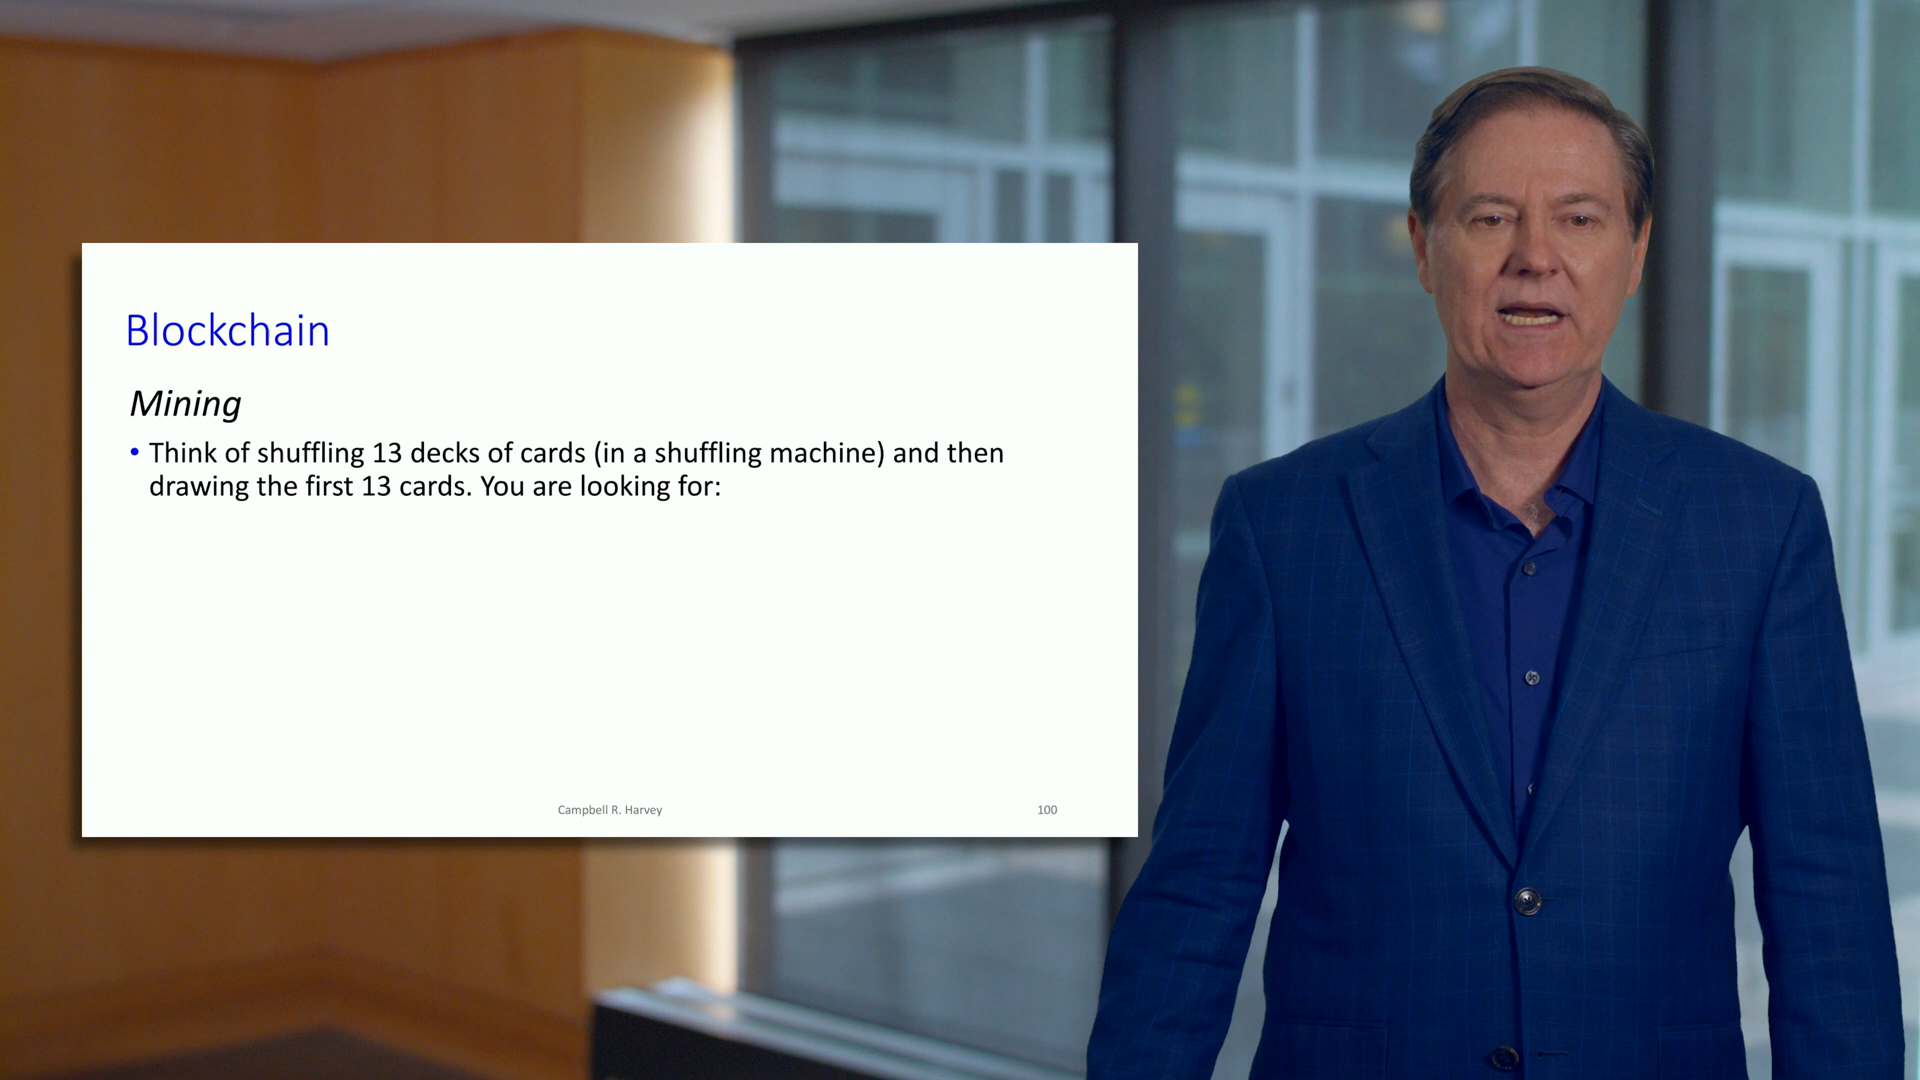 Blockchain
Mining
• Think of shuffling 13 decks of cards (in a shuffling machine) and then
drawing the first 13 cards. You are looking for:
Campbell R. Harvey
100